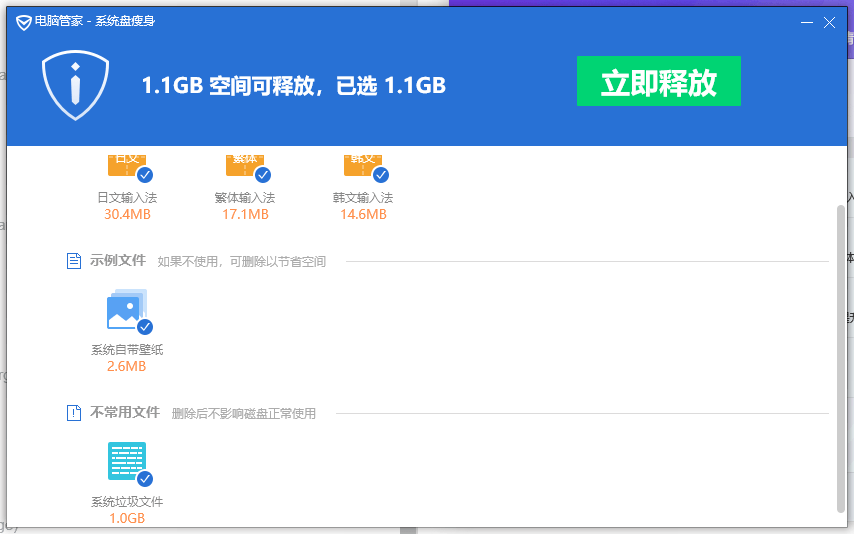 电脑管家 - 系统盘瘦身
1.1GB 空间可释放，已选 1.1GB
立即释放
日文 繁体 韩文
日文输入法 繁体输入法 韩文输入法
30.4MB 17.1MB 14.6MB
示例文件 如果不使用，可删除以节省空间
系统自带壁纸
2.6MB
不常用文件 删除后不影响磁盘正常使用
系统垃圾文件
1.0GB